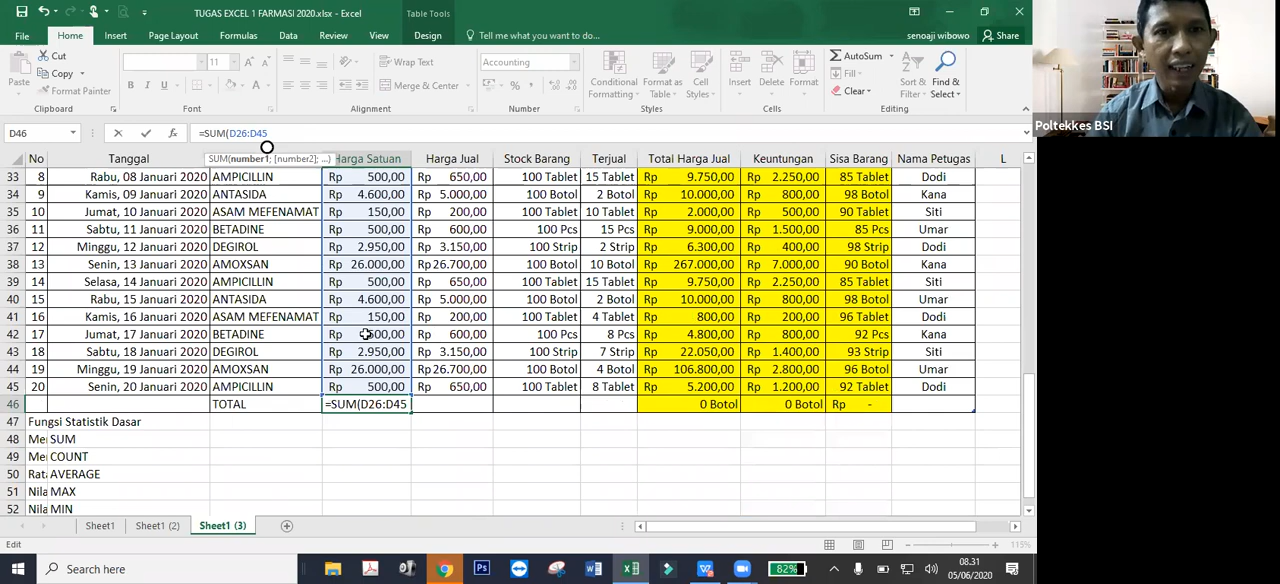 TUGAS EXCEL 1 FARMASI 2020.xlsx - Excel
Table Tools
File Home Insert Page Layout Formulas Data Review View Design Tell me what you want to do... senoaji wibowo Share
Cut
Copy
Format Painter
Paste
11
Wrap Text
Merge & Center
Accounting
Conditional Formatting
Format as Table
Cell Styles
Insert Delete Format
AutoSum
Fill
Clear
Sort & Filter
Find & Select
Clipboard Font Alignment Number Styles Cells Editing
Poltekkes BSI
D46 fx =SUM(D26:D45
SUM(number1; [number2]; ...)
No Tanggal Harga Satuan Harga Jual Stock Barang Terjual Total Harga Jual Keuntungan Sisa Barang Nama Petugas L
33 8 Rabu, 08 Januari 2020 AMPICILLIN Rp 500,00 Rp 650,00 100 Tablet 15 Tablet Rp 9.750,00 Rp 2.250,00 85 Tablet Dodi
34 9 Kamis, 09 Januari 2020 ANTASIDA Rp 4.600,00 Rp 5.000,00 100 Botol 2 Botol Rp 10.000,00 Rp 800,00 98 Botol Kana
35 10 Jumat, 10 Januari 2020 ASAM MEFENAMAT Rp 150,00 Rp 200,00 100 Tablet 10 Tablet Rp 2.000,00 Rp 500,00 90 Tablet Siti
36 11 Sabtu, 11 Januari 2020 BETADINE Rp 500,00 Rp 600,00 100 Pcs 15 Pcs Rp 9.000,00 Rp 1.500,00 85 Pcs Umar
37 12 Minggu, 12 Januari 2020 DEGIROL Rp 2.950,00 Rp 3.150,00 100 Strip 2 Strip Rp 6.300,00 Rp 400,00 98 Strip Dodi
38 13 Senin, 13 Januari 2020 AMOXSAN Rp 26.000,00 Rp 26.700,00 100 Botol 10 Botol Rp 267.000,00 Rp 7.000,00 90 Botol Kana
39 14 Selasa, 14 Januari 2020 AMPICILLIN Rp 500,00 Rp 650,00 100 Tablet 15 Tablet Rp 9.750,00 Rp 2.250,00 85 Tablet Siti
40 15 Rabu, 15 Januari 2020 ANTASIDA Rp 4.600,00 Rp 5.000,00 100 Botol 2 Botol Rp 10.000,00 Rp 800,00 98 Botol Umar
41 16 Kamis, 16 Januari 2020 ASAM MEFENAMAT Rp 150,00 Rp 200,00 100 Tablet 4 Tablet Rp 800,00 Rp 200,00 96 Tablet Dodi
42 17 Jumat, 17 Januari 2020 BETADINE Rp 00,00 Rp 600,00 100 Pcs 8 Pcs Rp 4.800,00 Rp 800,00 92 Pcs Kana
43 18 Sabtu, 18 Januari 2020 DEGIROL Rp 2.950,00 Rp 3.150,00 100 Strip 7 Strip Rp 22.050,00 Rp 1.400,00 93 Strip Siti
44 19 Minggu, 19 Januari 2020 AMOXSAN Rp 26.000,00 Rp 26.700,00 100 Botol 4 Botol Rp 106.800,00 Rp 2.800,00 96 Botol Umar
45 20 Senin, 20 Januari 2020 AMPICILLIN Rp 500,00 Rp 650,00 100 Tablet 8 Tablet Rp 5.200,00 Rp 1.200,00 92 Tablet Dodi
46 TOTAL =SUM(D26:D45 0 Botol 0 Botol Rp -
47 Fungsi Statistik Dasar
48 Me SUM
49 Me COUNT
50 Rata AVERAGE
51 Nila MAX
52 Nila MIN
Sheet1 Sheet1 (2) Sheet1 (3)
Edit 115%
Search here 82% 08.31
05/06/2020